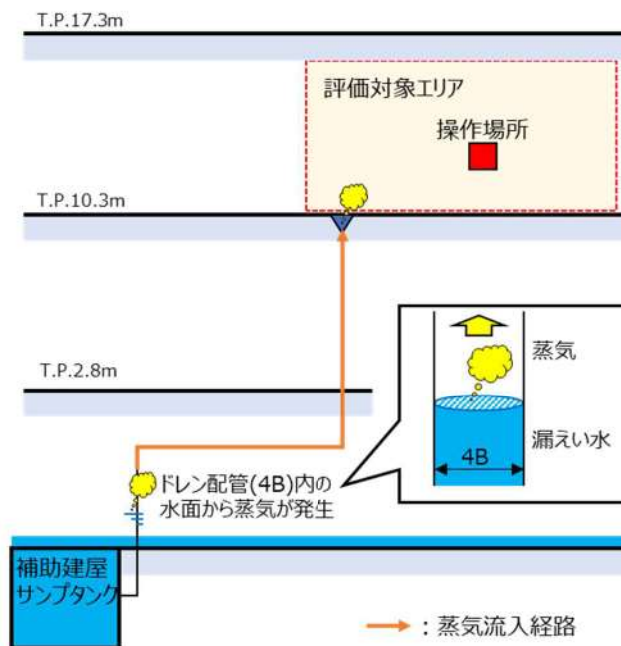 T.P.17.3m
評価対象エリア
操作場所
T.P.10.3m
蒸気
漏えい水
4B
T.P.2.8m
ドレン配管(4B)内の
水面から蒸気が発生
補助建屋
サンプタンク
：蒸気流入経路